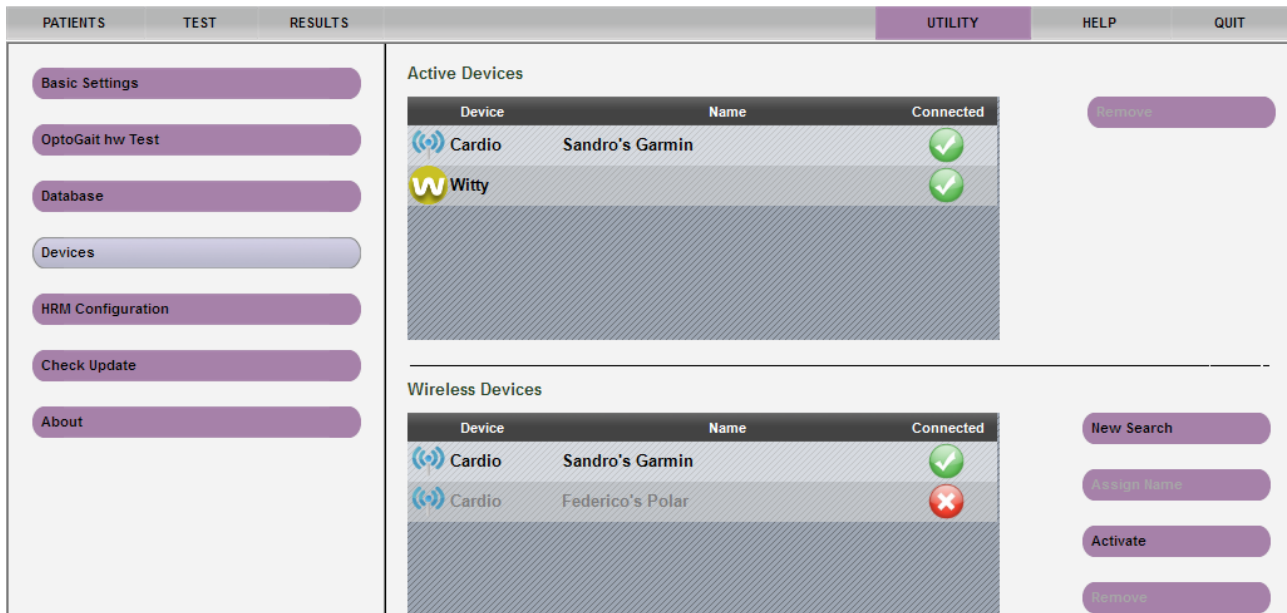 PATIENTS TEST RESULTS UTILITY HELP QUIT
Basic Settings
OptoGait hw Test
Database
Devices
HRM Configuration
Check Update
About
Active Devices
Device Name Connected
Cardio Sandro's Garmin
W Witty
Remove
Wireless Devices
Device Name Connected
Cardio Sandro's Garmin
Cardio Federico's Polar
New Search
Assign Name
Activate
Remove